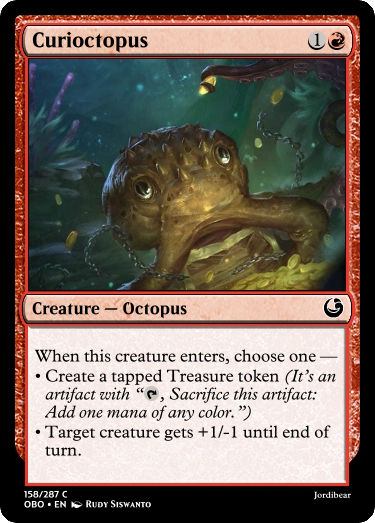 Curioctopus 1
Creature — Octopus
When this creature enters, choose one —
• Create a tapped Treasure token (It's an
artifact with “, Sacrifice this artifact:
Add one mana of any color.”)
• Target creature gets +1/-1 until end of
turn.
158/287 C
OBO • EN Rudy Siswanto
Jordibear